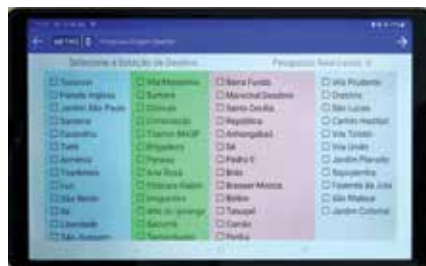 METRO
Selecione a Estação de Destino
Pesquisas Realizadas: 0
Tucuruvi
Parada Inglesa
Jardim São Paulo
Santana
Carandiru
Tietê
Armênia
Tiradentes
Luz
São Bento
Sé
Liberdade
São Joaquim
Vila Madalena
Sumaré
Clínicas
Consolação
Trianon MASP
Brigadeiro
Paraíso
Ana Rosa
Chácara Klabin
Imigrantes
Alto do Ipiranga
Sacomã
Tamanduateí
Barra Funda
Marechal Deodoro
Santa Cecília
República
Anhangabaú
Sé
Pedro II
Brás
Bresser Mooca
Belém
Tatuapé
Carrão
Penha
Vila Prudente
Oratório
São Lucas
Camilo Haddad
Vila Tolstói
Vila União
Jardim Planalto
Sapopemba
Fazenda da Juta
São Mateus
Jardim Colonial